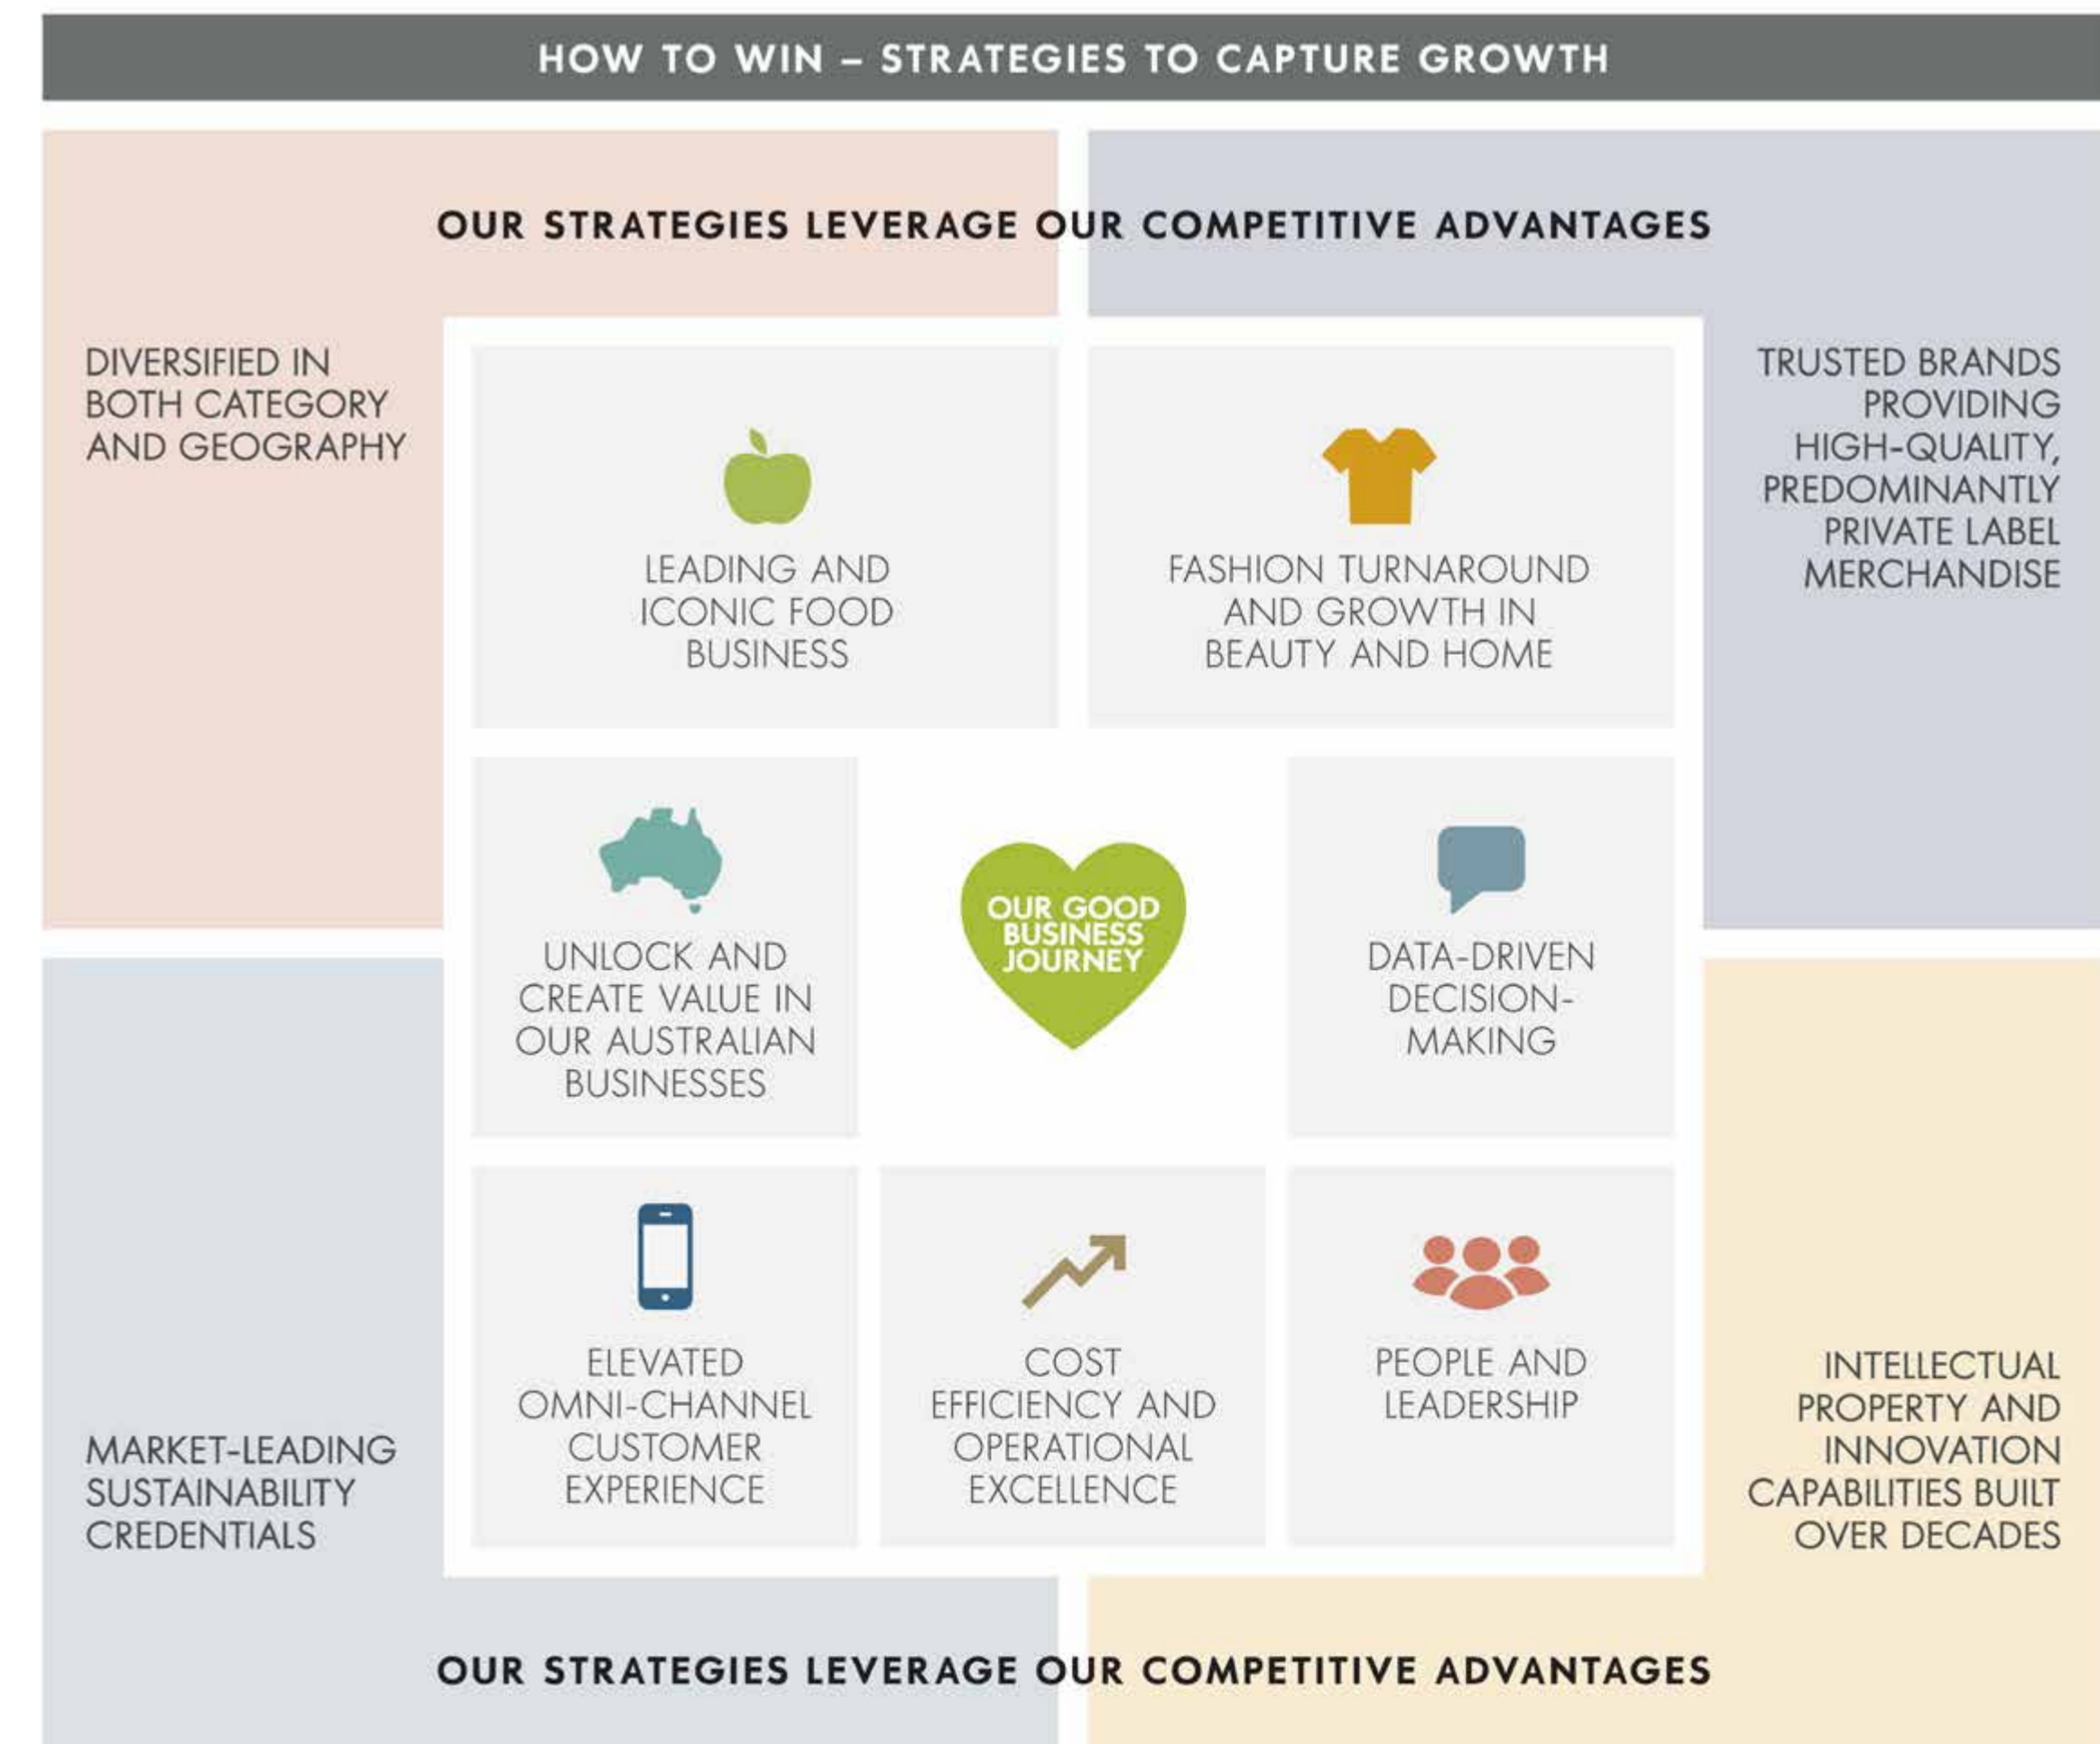 HOW TO WIN – STRATEGIES TO CAPTURE GROWTH
OUR STRATEGIES LEVERAGE OUR COMPETITIVE ADVANTAGES
DIVERSIFIED IN
BOTH CATEGORY
AND GEOGRAPHY
TRUSTED BRANDS
PROVIDING
HIGH-QUALITY,
PREDOMINANTLY
PRIVATE LABEL
MERCHANDISE
LEADING AND
ICONIC FOOD
BUSINESS
FASHION TURNAROUND
AND GROWTH IN
BEAUTY AND HOME
UNLOCK AND
CREATE VALUE IN
OUR AUSTRALIAN
BUSINESSES
OUR GOOD
BUSINESS
JOURNEY
DATA-DRIVEN
DECISION-
MAKING
ELEVATED
OMNI-CHANNEL
CUSTOMER
EXPERIENCE
COST
EFFICIENCY AND
OPERATIONAL
EXCELLENCE
PEOPLE AND
LEADERSHIP
MARKET-LEADING
SUSTAINABILITY
CREDENTIALS
INTELLECTUAL
PROPERTY AND
INNOVATION
CAPABILITIES BUILT
OVER DECADES
OUR STRATEGIES LEVERAGE OUR COMPETITIVE ADVANTAGES